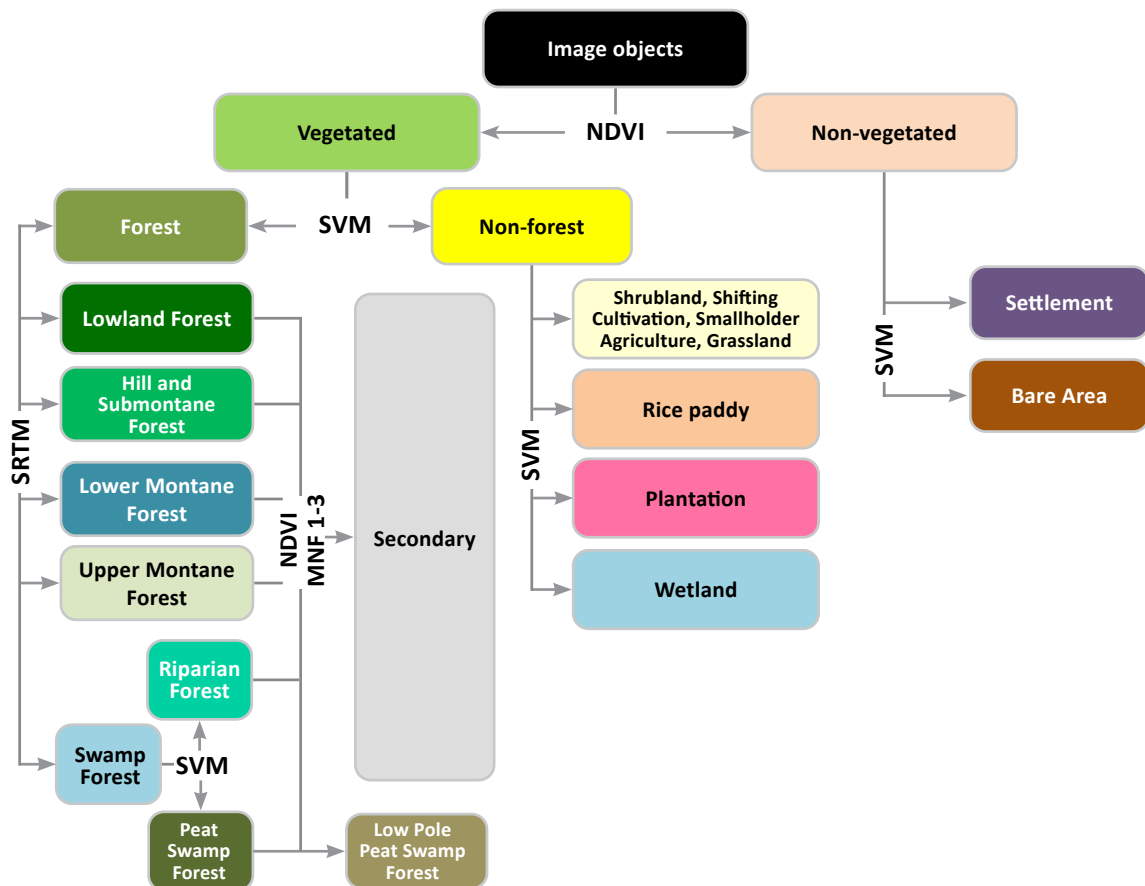 Image objects
Vegetated
NDVI
Non-vegetated
Forest
SVM
Non-forest
Lowland Forest
Shrubland, Shifting
Cultivation, Smallholder
Agriculture, Grassland
Settlement
SVM
Hill and
Submontane
Forest
Rice paddy
Bare Area
SRTM
SVM
Lower Montane
Forest
NDVI
MNF 1-3
Secondary
Plantation
Upper Montane
Forest
Wetland
Riparian
Forest
Swamp
Forest
SVM
Peat
Swamp
Forest
Low Pole
Peat Swamp
Forest